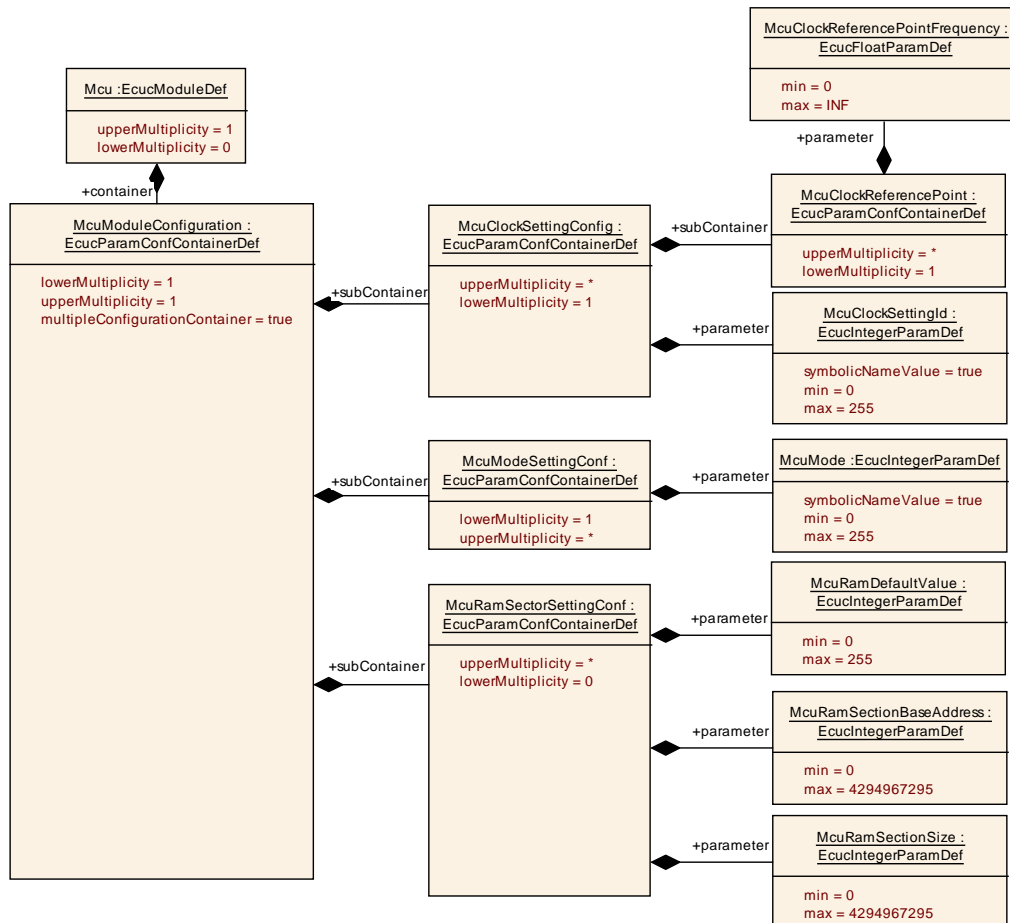 McuClockReferencePointFrequency :
EcucFloatParamDef
min = 0
max = INF
Mcu :EcucModuleDef
upperMultiplicity = 1
lowerMultiplicity = 0
+parameter
+container
McuModuleConfiguration :
EcucParamConfContainerDef
lowerMultiplicity = 1
upperMultiplicity = 1
multipleConfigurationContainer = true
+subContainer
McuClockSettingConfig :
EcucParamConfContainerDef
upperMultiplicity = *
lowerMultiplicity = 1
+subContainer
McuClockReferencePoint :
EcucParamConfContainerDef
upperMultiplicity = *
lowerMultiplicity = 1
+parameter
McuClockSettingId :
EcucIntegerParamDef
symbolicNameValue = true
min = 0
max = 255
+subContainer
McuModeSettingConf :
EcucParamConfContainerDef
lowerMultiplicity = 1
upperMultiplicity = *
+parameter
McuMode :EcucIntegerParamDef
symbolicNameValue = true
min = 0
max = 255
+subContainer
McuRamSectorSettingConf :
EcucParamConfContainerDef
upperMultiplicity = *
lowerMultiplicity = 0
+parameter
McuRamDefaultValue :
EcucIntegerParamDef
min = 0
max = 255
+parameter
McuRamSectionBaseAddress :
EcucIntegerParamDef
min = 0
max = 4294967295
+parameter
McuRamSectionSize :
EcucIntegerParamDef
min = 0
max = 4294967295